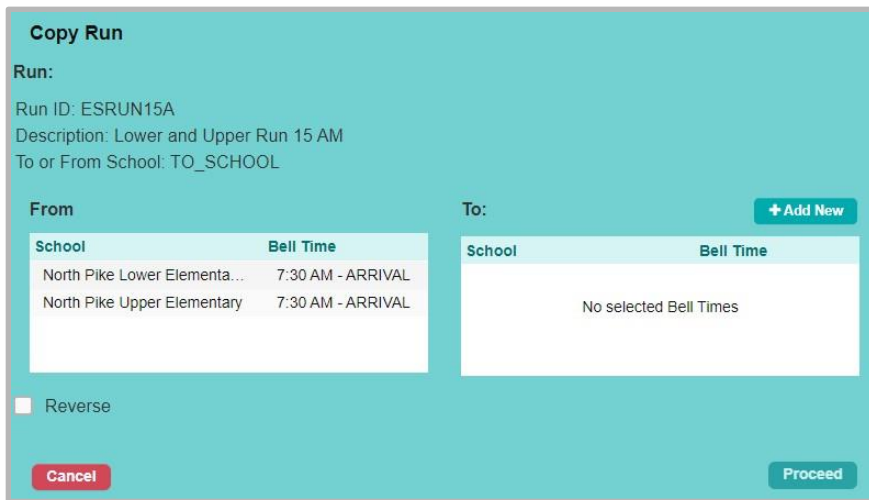 Copy Run
Run:
Run ID: ESRUN15A
Description: Lower and Upper Run 15 AM
To or From School: TO_SCHOOL
From
School Bell Time
North Pike Lower Elementa... 7:30 AM - ARRIVAL
North Pike Upper Elementary 7:30 AM - ARRIVAL
To: + Add New
School Bell Time
No selected Bell Times
Reverse
Cancel Proceed